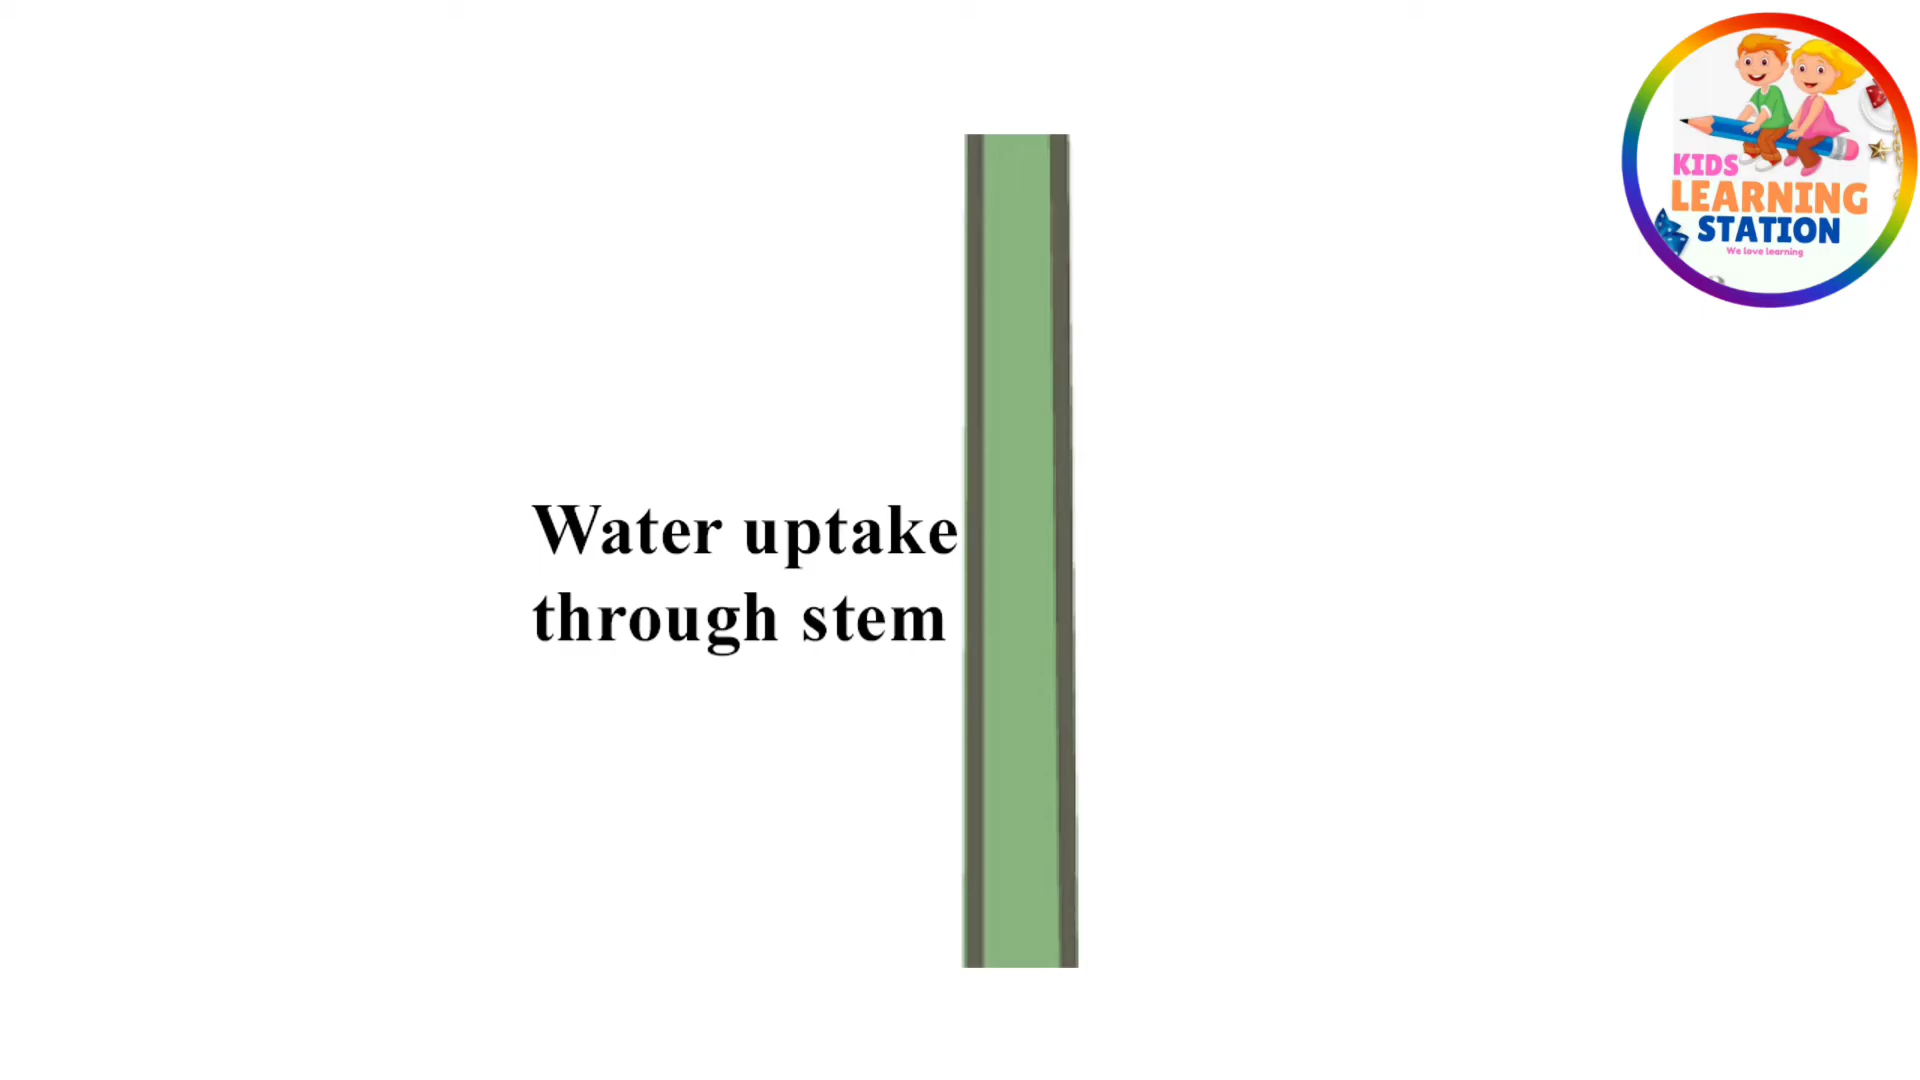 Water uptake
through stem
KIDS
LEARNING
STATION
We love learning